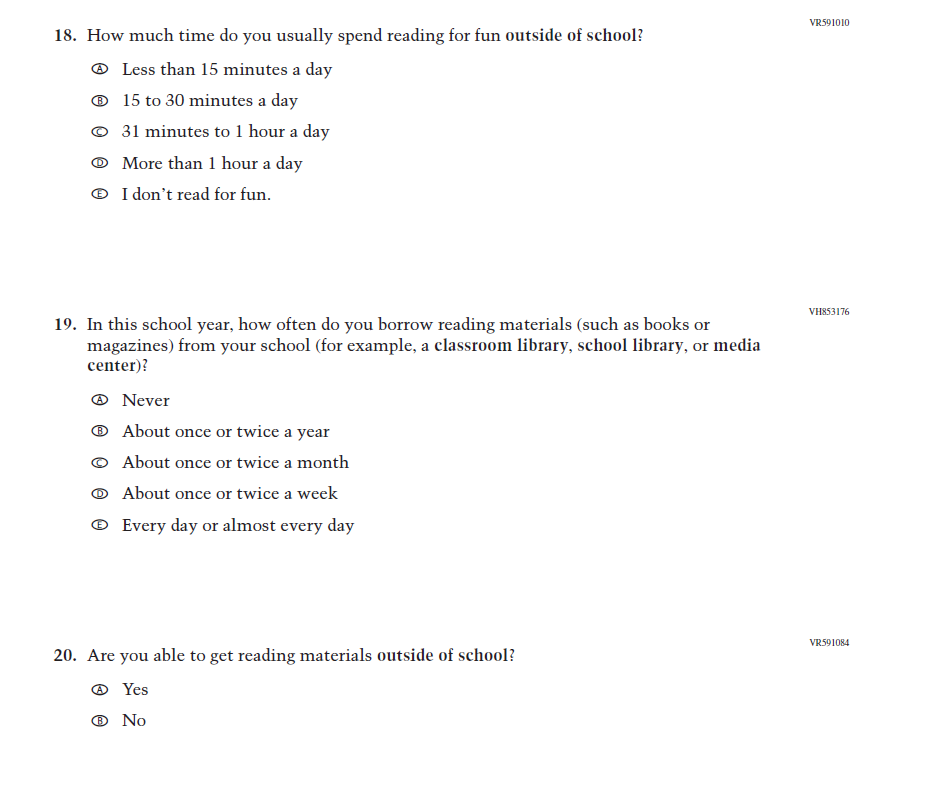 VR591010
18. How much time do you usually spend reading for fun outside of school?
A Less than 15 minutes a day
B 15 to 30 minutes a day
C 31 minutes to 1 hour a day
D More than 1 hour a day
E I don’t read for fun.
VH853176
19. In this school year, how often do you borrow reading materials (such as books or
magazines) from your school (for example, a classroom library, school library, or media
center)?
A Never
B About once or twice a year
C About once or twice a month
D About once or twice a week
E Every day or almost every day
VR591084
20. Are you able to get reading materials outside of school?
A Yes
B No